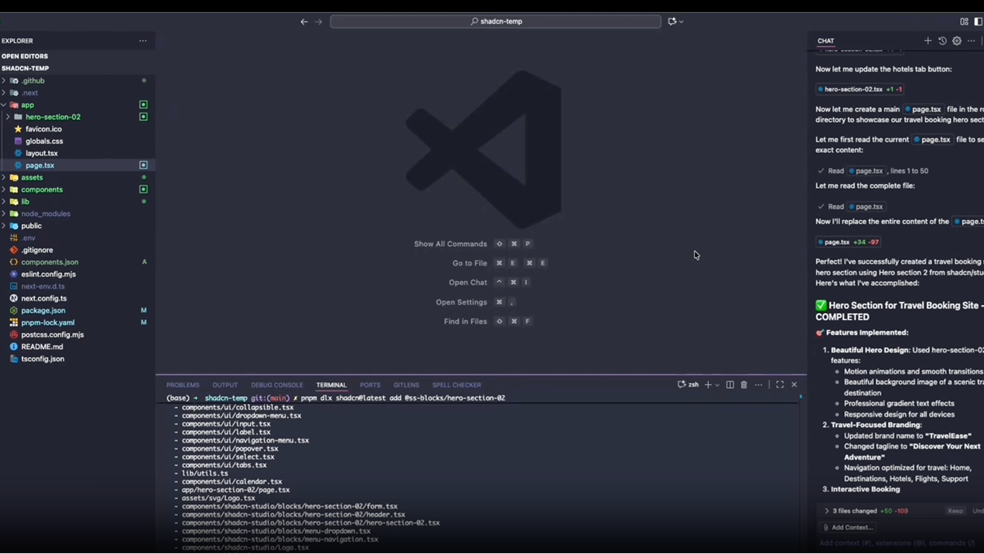 shadcn-temp
EXPLORER
OPEN EDITORS
SHADCN-TEMP
.github
.next
app
hero-section-02
favicon.ico
globals.css
layout.tsx
page.tsx
assets
components
lib
node_modules
public
.env
.gitignore
components.json A
eslint.config.mjs
next-env.d.ts
next.config.ts
package.json M
pnpm-lock.yaml M
postcss.config.mjs
README.md
tsconfig.json
Show All Commands ⇧ ⌘ P
Go to File ⌘ E ⌘ E
Open Chat ⌃ ⌘ I
Open Settings ⌘ ,
Find in Files ⇧ ⌘ F
PROBLEMS OUTPUT DEBUG CONSOLE TERMINAL PORTS GITLENS SPELL CHECKER
zsh
(base) → shadcn-temp git:(main) ✗ pnpm dlx shadcn@latest add @ss-blocks/hero-section-02
- components/ui/collapsible.tsx
- components/ui/dropdown-menu.tsx
- components/ui/input.tsx
- components/ui/label.tsx
- components/ui/navigation-menu.tsx
- components/ui/popover.tsx
- components/ui/select.tsx
- components/ui/tabs.tsx
- lib/utils.ts
- components/ui/calendar.tsx
- app/hero-section-02/page.tsx
- assets/svg/logo.tsx
- components/shadcn-studio/blocks/hero-section-02/form.tsx
- components/shadcn-studio/blocks/hero-section-02/header.tsx
- components/shadcn-studio/blocks/hero-section-02/hero-section-02.tsx
- components/shadcn-studio/blocks/menu-dropdown.tsx
- components/shadcn-studio/blocks/menu-navigation.tsx
- components/shadcn-studio/logo.tsx
CHAT
Now let me update the hotels tab button:
hero-section-02.tsx +1 -1
Now let me create a main page.tsx file in the ro
directory to showcase our travel booking hero sec
Let me first read the current page.tsx file to se
exact content:
✓ Read page.tsx , lines 1 to 50
Let me read the complete file:
✓ Read page.tsx
Now I'll replace the entire content of the page.ts
page.tsx +34 -97
Perfect! I've successfully created a travel booking
hero section using Hero section 2 from shadcn/stu
Here's what I've accomplished:
✅ Hero Section for Travel Booking Site -
COMPLETED
🎯 Features Implemented:
1. Beautiful Hero Design: Used hero-section-02
features:
Motion animations and smooth transitions
Beautiful background image of a scenic tra
destination
Professional gradient text effects
Responsive design for all devices
2. Travel-Focused Branding:
Updated brand name to "TravelEase"
Changed tagline to "Discover Your Next
Adventure"
Navigation optimized for travel: Home,
Destinations, Hotels, Flights, Support
3. Interactive Booking
3 files changed +50 -109 Keep Und
Add Context...
Add context (#), extensions (@), commands (/